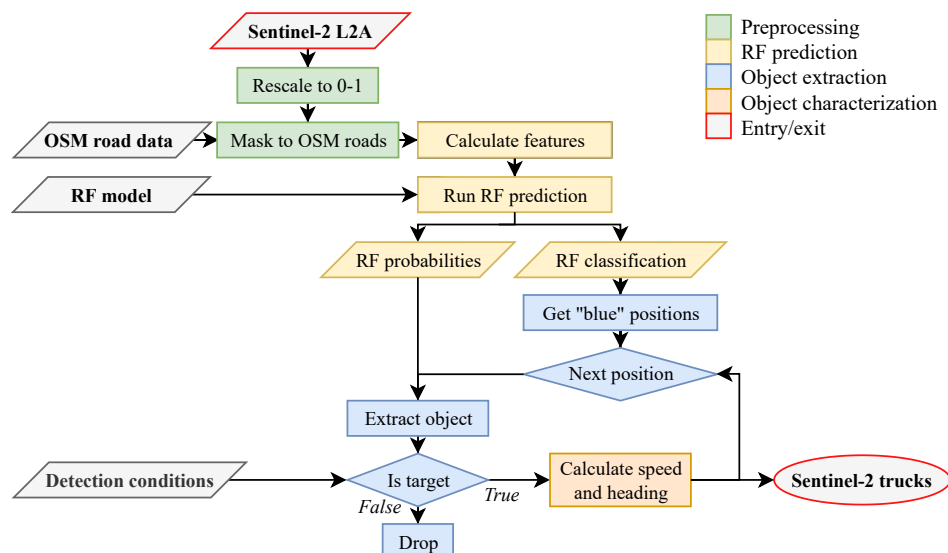 Sentinel-2 L2A
Rescale to 0-1
OSM road data
Mask to OSM roads
Calculate features
RF model
Run RF prediction
RF probabilities
RF classification
Get "blue" positions
Next position
Extract object
Detection conditions
Is target
False
True
Calculate speed
and heading
Sentinel-2
trucks
Drop
Preprocessing
RF prediction
Object extraction
Object characterization
Entry/exit